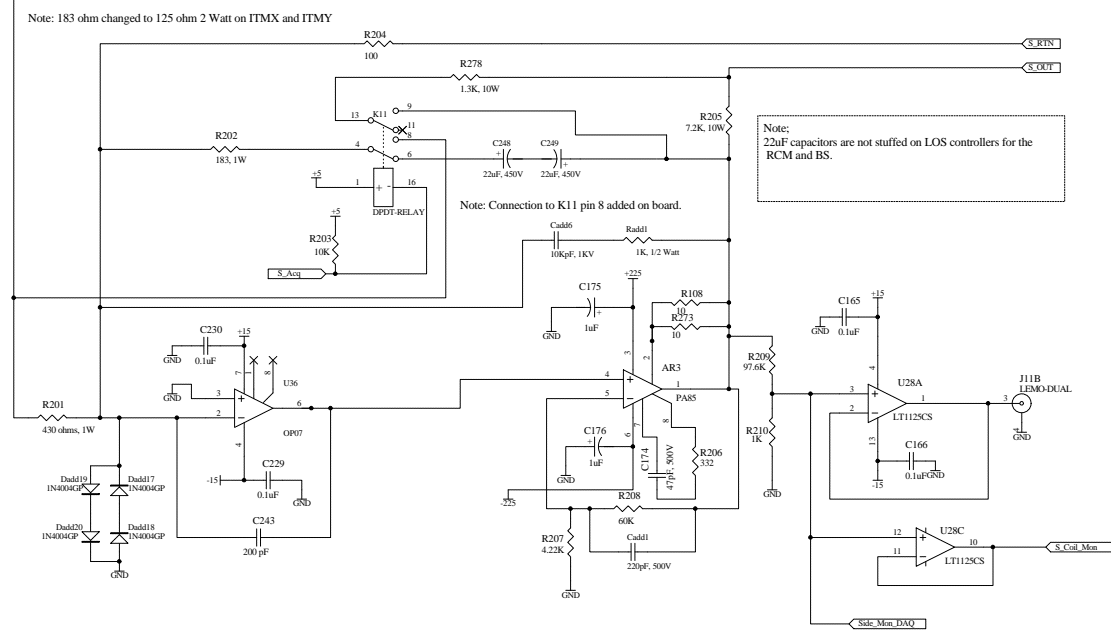 Note: 183 ohm changed to 125 ohm 2 Watt on ITMX and ITMY
R204
100
S_RTN
S_OUT
R278
1.3K, 10W
R205
7.2K, 10W
Note;
22uF capacitors are not stuffed on LOS controllers for the
RCM and BS.
13
K11
9
11
8
R202
183, 1W
4
6
C248
22uF, 450V
+
C249
22uF, 450V
+
+5
1
+ -
16
DPDT-RELAY
Note: Connection to K11 pin 8 added on board.
+5
R203
10K
S_Acq
Cadd6
10KpF, 1KV
Radd1
1K, 1/2 Watt
+225
C175
1uF
+
GND
R108
10
R273
10
3
2
AR3
4
+
1
5
-
PA85
6
7
8
C176
1uF
+
GND
-225
C174
47pF, 500V
R206
332
R208
60K
R207
4.22K
Cadd1
220pF, 500V
GND
C230
0.1uF
GND
+15
7
1
8
U36
GND
3
+
2
-
6
OP07
4
R201
430 ohms, 1W
-15
C229
0.1uF
GND
C243
200 pF
Dadd19
1N4004GP
Dadd17
1N4004GP
Dadd20
1N4004GP
Dadd18
1N4004GP
GND
R209
97.6K
R210
1K
GND
C165
0.1uF
GND
+15
4
U28A
3
+
2
-
1
LT1125CS
13
C166
0.1uF
GND
-15
J11B
LEMO-DUAL
3
4
GND
12
+
11
-
U28C
10
LT1125CS
S_Coil_Mon
Side_Mon_DAQ